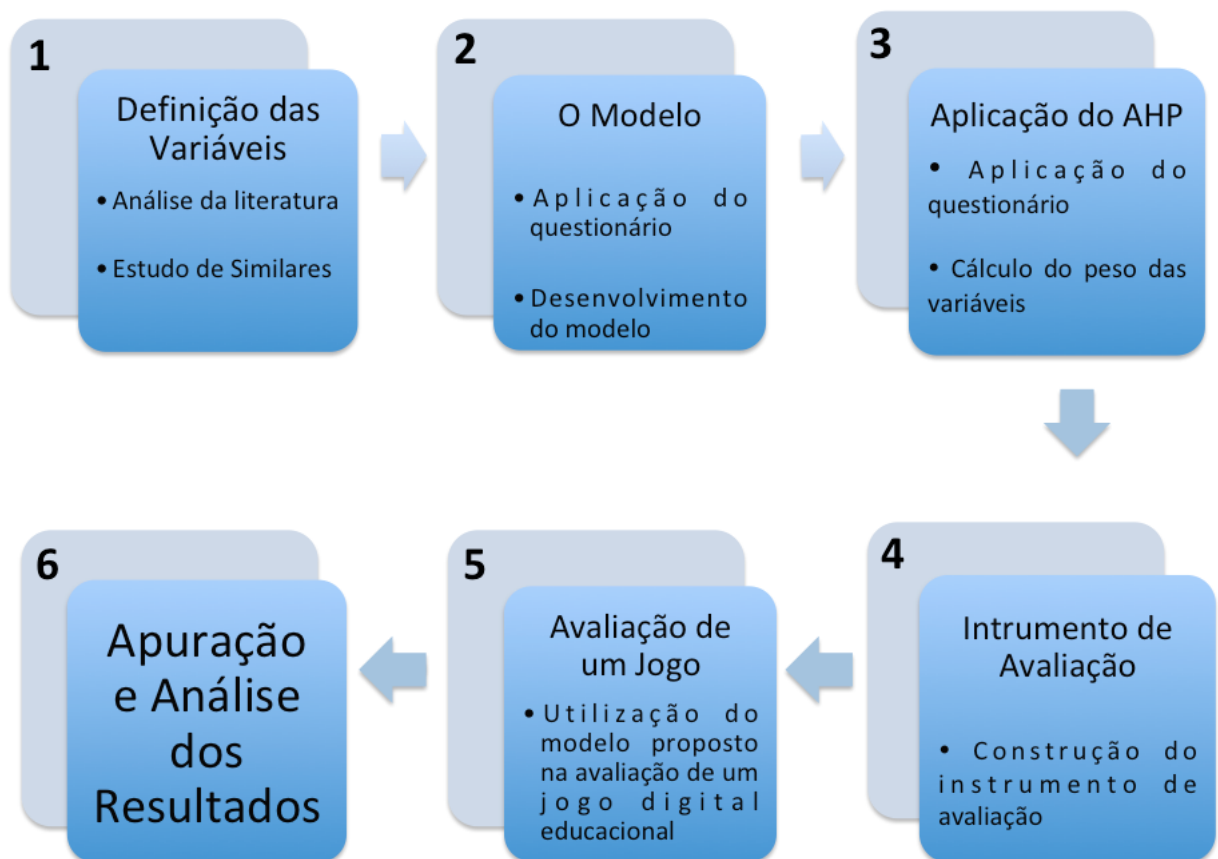 1
Definição das
Variáveis
• Análise da literatura
• Estudo de Similares
2
O Modelo
• Aplicação do
questionário
• Desenvolvimento
do modelo
3
Aplicação do AHP
• Aplicação do
questionário
• Cálculo do peso das
variáveis
4
Intrumento de
Avaliação
• Construção do
instrumento de
avaliação
5
Avaliação de
um Jogo
• Utilização do
modelo proposto
na avaliação de um
jogo digital
educacional
6
Apuração
e Análise
dos
Resultados